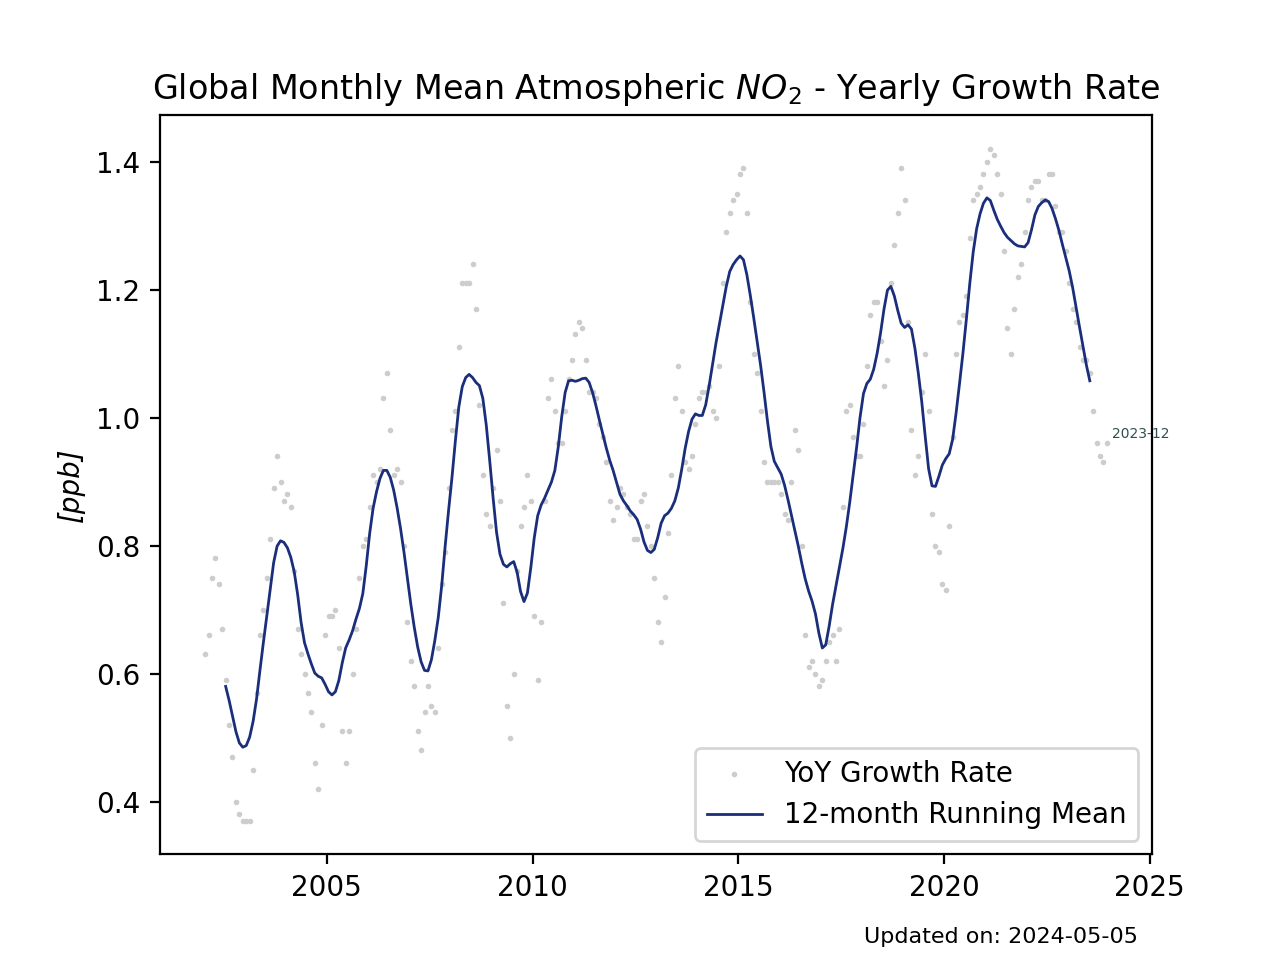 Global Monthly Mean Atmospheric NO₂ - Yearly Growth Rate
1.4
1.2
1.0
0.8
0.6
0.4
[ppb]
2023-12
YoY Growth Rate
12-month Running Mean
2005 2010 2015 2020 2025
Updated on: 2024-05-05